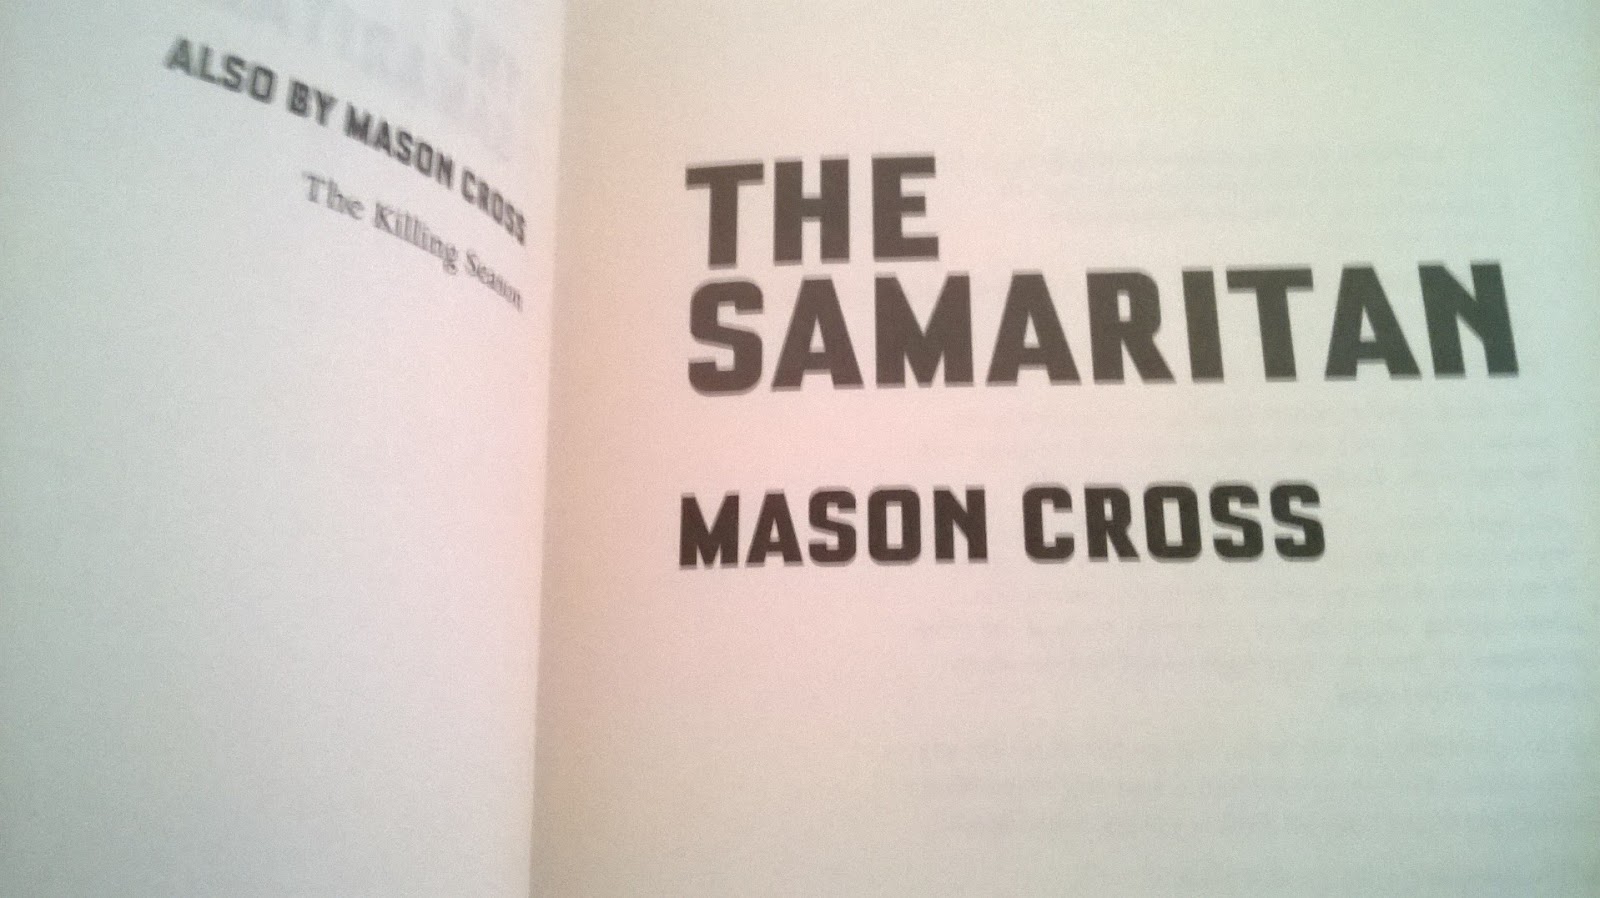 ALSO BY MASON CROSS
The Killing Season
THE
SAMARITAN
MASON CROSS